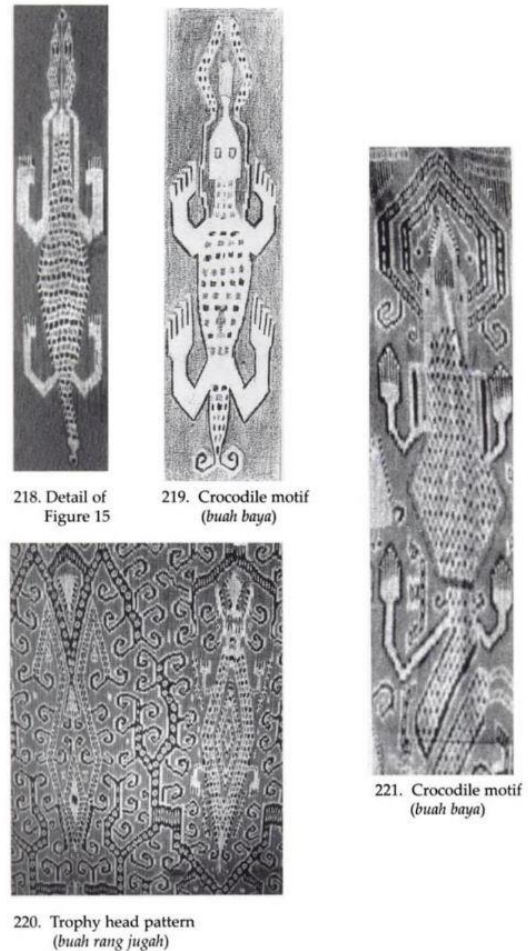 218. Detail of
Figure 15
219. Crocodile motif
(buah baya)
221. Crocodile motif
(buah baya)
220. Trophy head pattern
(buah rang jugah)